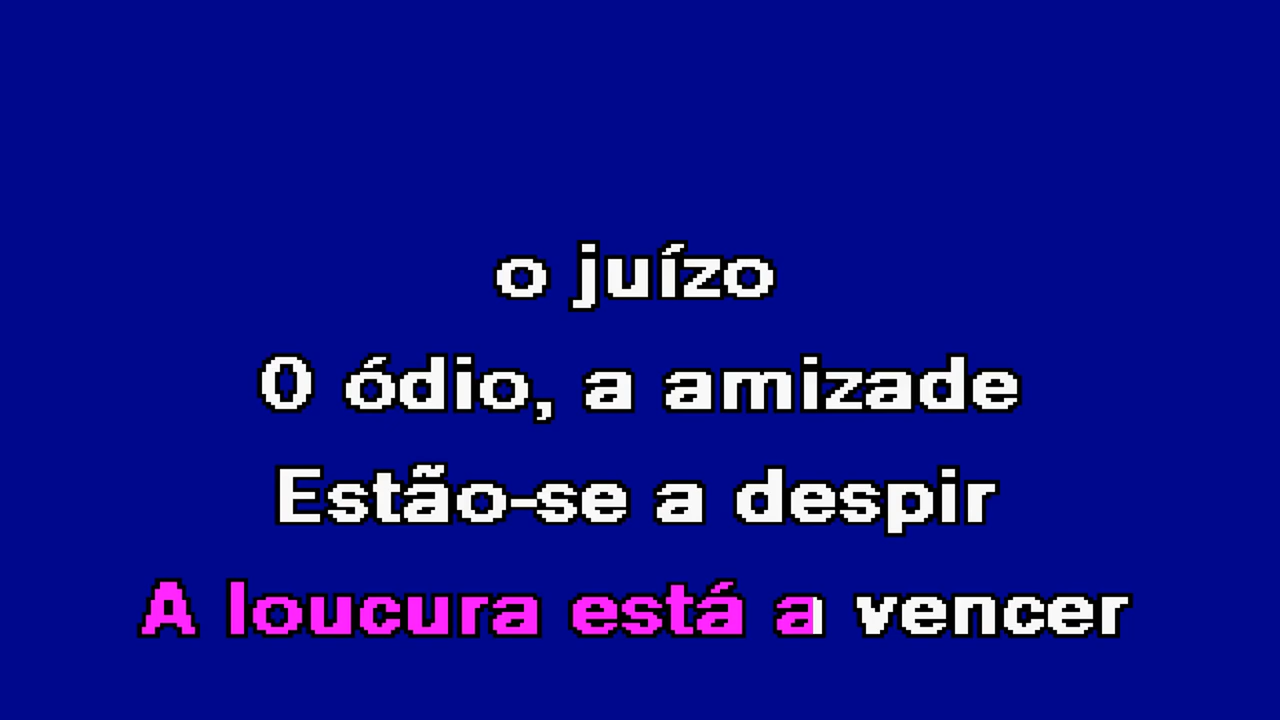 o juízo
O ódio, a amizade
Estão-se a despir
A loucura está a vencer